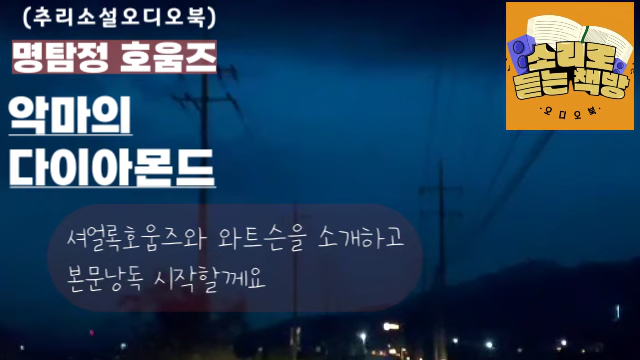 (추리소설오디오북)
명탐정 호움즈
악마의
다이아몬드
셔얼록호움즈와 와트슨을 소개하고
본문낭독 시작할께요
소리로
듣는 책방
·오디오북·